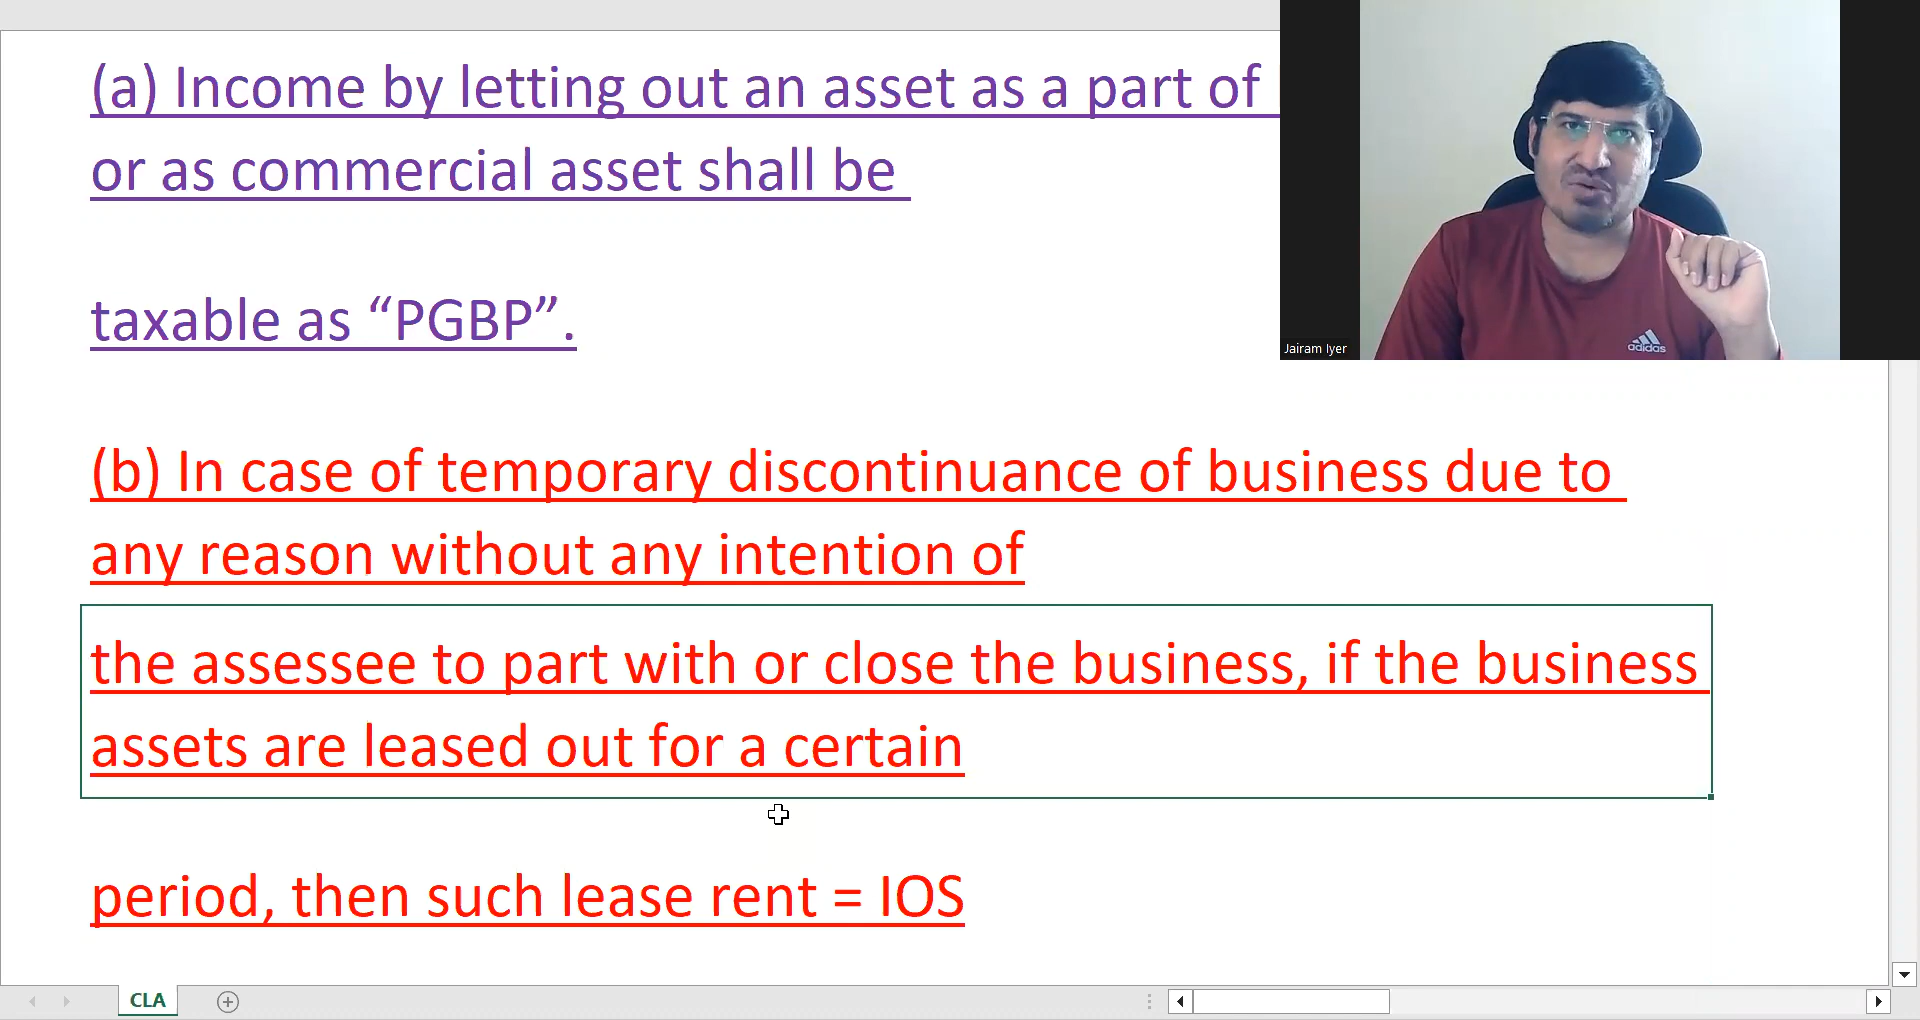 (a) Income by letting out an asset as a part of
or as commercial asset shall be
taxable as “PGBP”.
(b) In case of temporary discontinuance of business due to
any reason without any intention of
the assessee to part with or close the business, if the business
assets are leased out for a certain
period, then such lease rent = IOS
Jairam Iyer
adidas
CLA